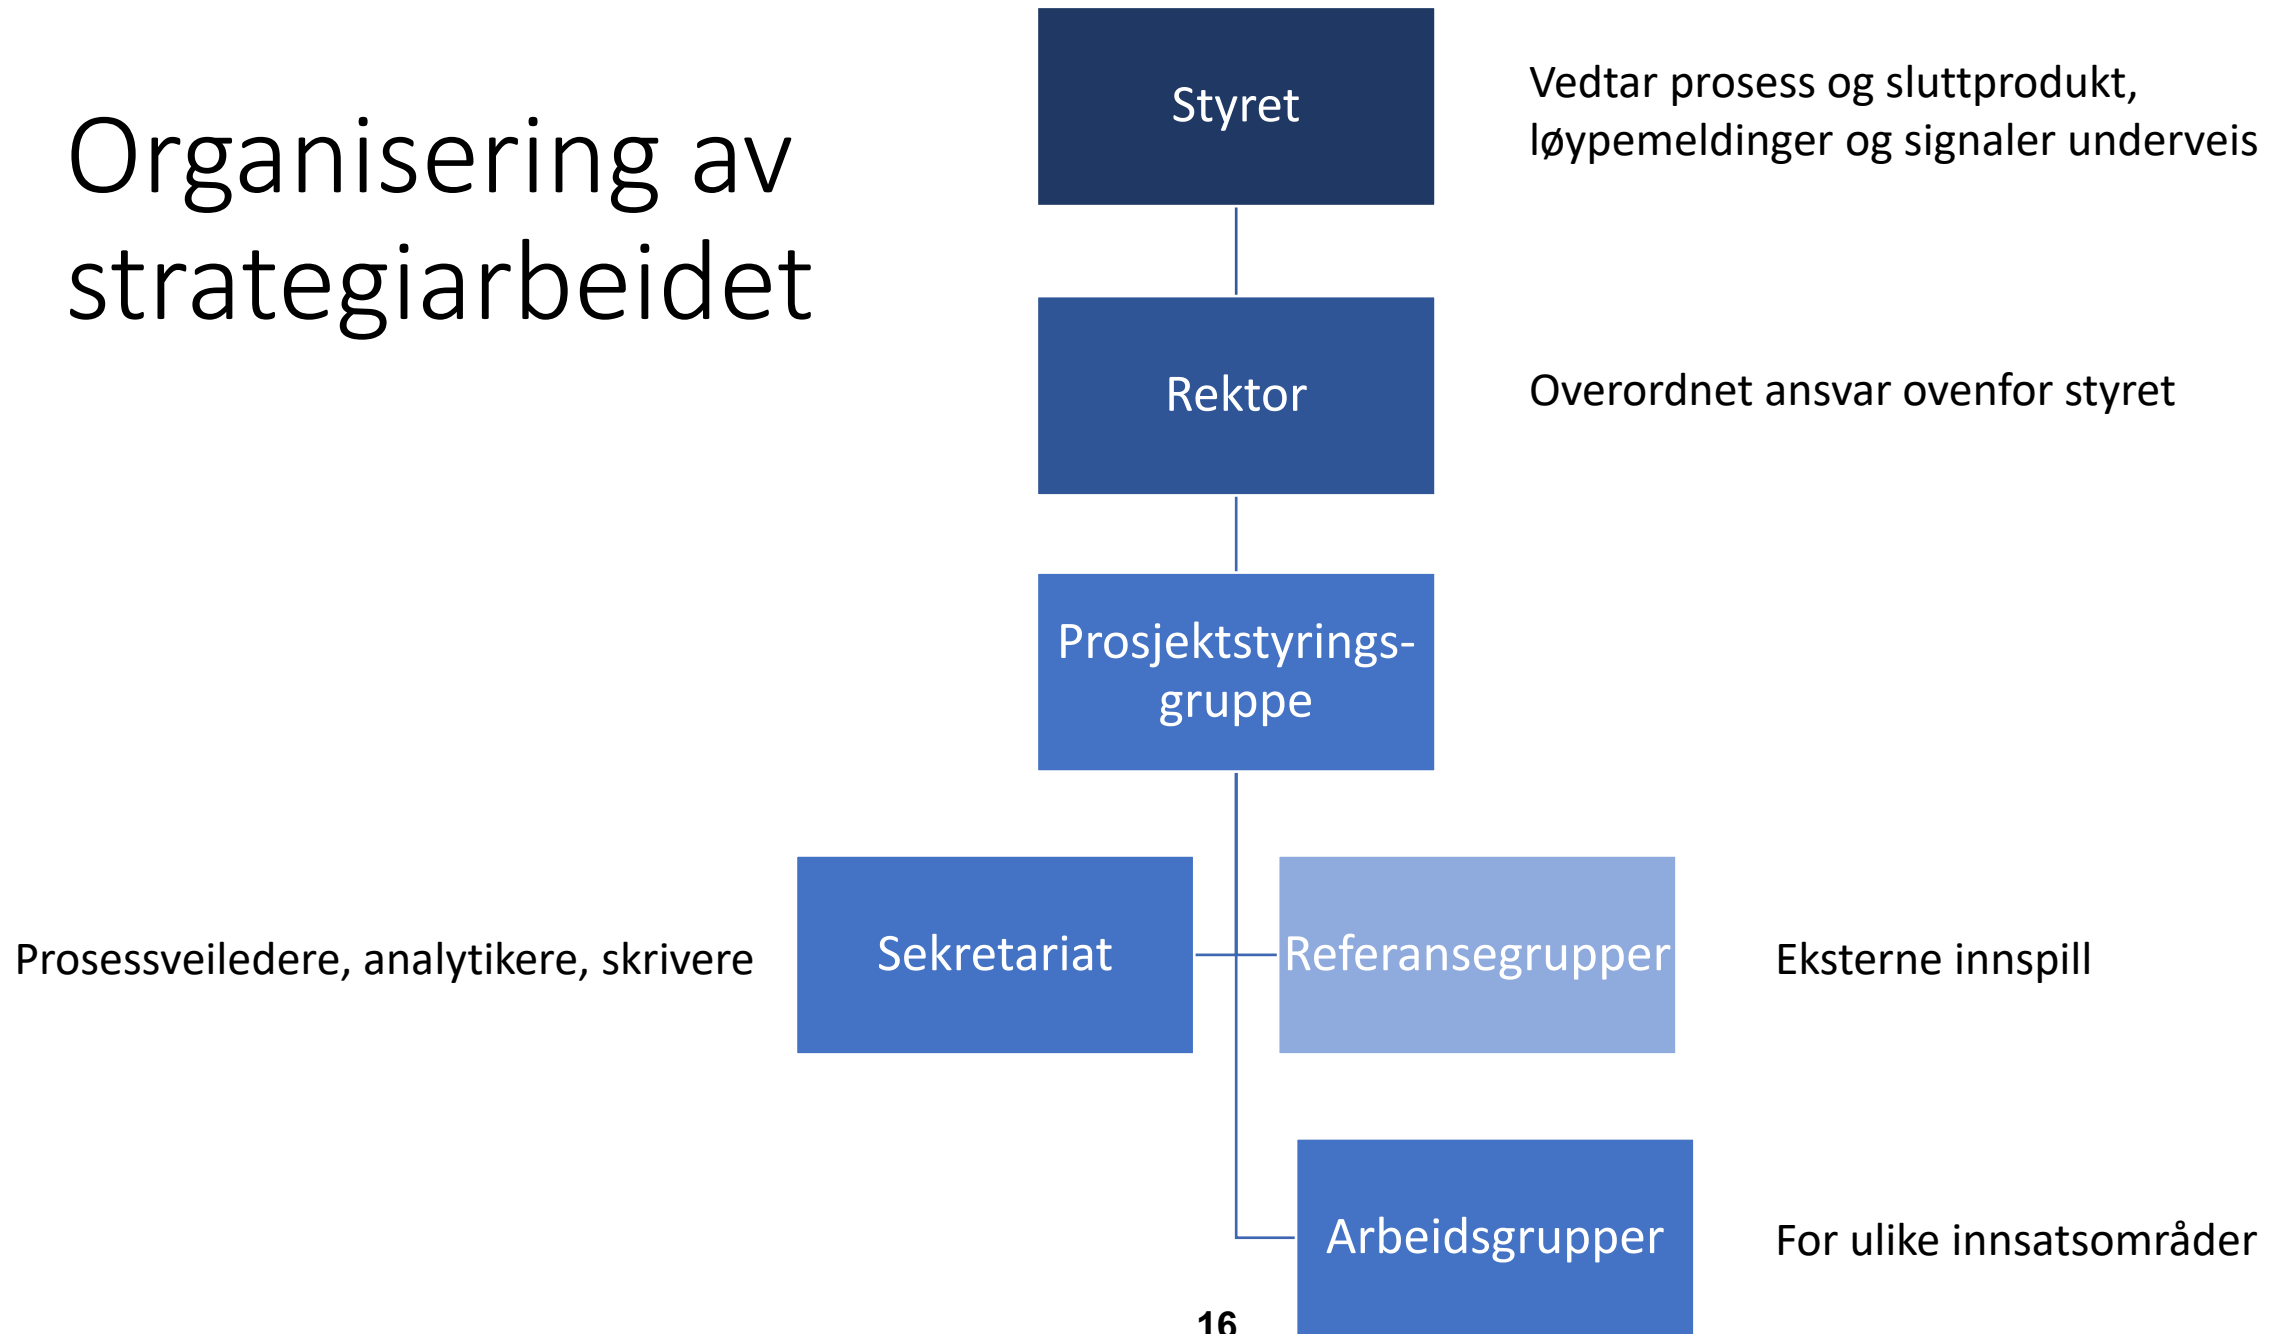 Organisering av
strategiarbeidet
Styret
Vedtar prosess og sluttprodukt,
løypemeldinger og signaler underveis
Rektor
Overordnet ansvar ovenfor styret
Prosjektstyrings-
gruppe
Prosessveiledere, analytikere, skrivere
Sekretariat
Referansegrupper
Eksterne innspill
Arbeidsgrupper
For ulike innsatsområder
16